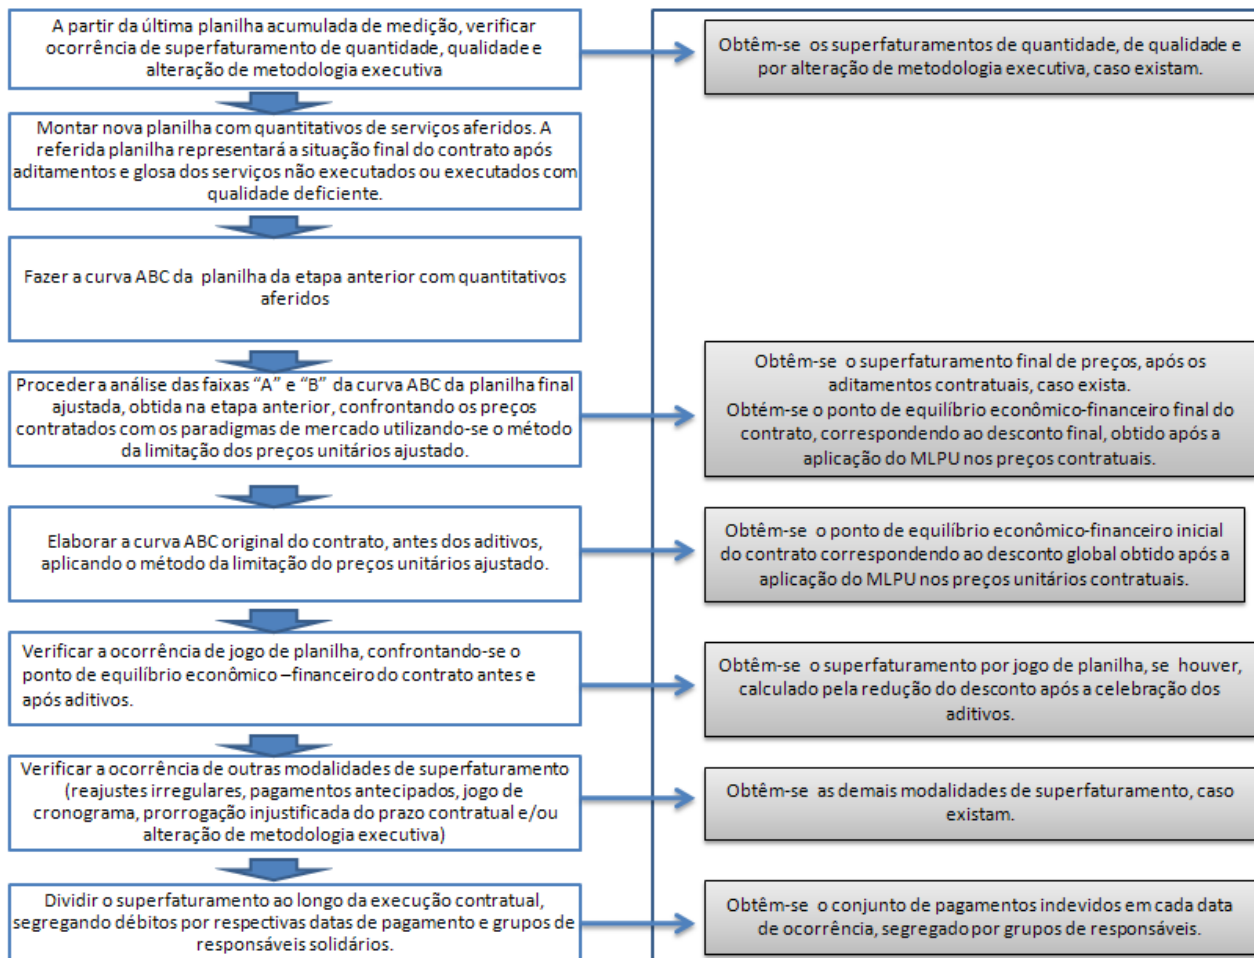 A partir da última planilha acumulada de medição, verificar
ocorrência de superfaturamento de quantidade, qualidade e
alteração de metodologia executiva
Obtêm-se os superfaturamentos de quantidade, de qualidade e
por alteração de metodologia executiva, caso existam.
Montar nova planilha com quantitativos de serviços aferidos. A
referida planilha representará a situação final do contrato após
aditamentos e glosa dos serviços não executados ou executados com
qualidade deficiente.
Fazer a curva ABC da planilha da etapa anterior com quantitativos
aferidos
Proceder a análise das faixas "A" e "B" da curva ABC da planilha final
ajustada, obtida na etapa anterior, confrontando os preços
contratados com os paradigmas de mercado utilizando-se o método
da limitação dos preços unitários ajustado.
Obtêm-se o superfaturamento final de preços, após os
aditamentos contratuais, caso exista.
Obtém-se o ponto de equilíbrio econômico-financeiro final do
contrato, correspondendo ao desconto final, obtido após a
aplicação do MLPU nos preços contratuais.
Elaborar a curva ABC original do contrato, antes dos aditivos,
aplicando o método da limitação do preços unitários ajustado.
Obtêm-se o ponto de equilíbrio econômico-financeiro inicial
do contrato correspondendo ao desconto global obtido após a
aplicação do MLPU nos preços unitários contratuais.
Verificar a ocorrência de jogo de planilha, confrontando-se o
ponto de equilíbrio econômico –financeiro do contrato antes e
após aditivos.
Obtêm-se o superfaturamento por jogo de planilha, se houver,
calculado pela redução do desconto após a celebração dos
aditivos.
Verificar a ocorrência de outras modalidades de superfaturamento
(reajustes irregulares, pagamentos antecipados, jogo de
cronograma, prorrogação injustificada do prazo contratual e/ou
alteração de metodologia executiva)
Obtêm-se as demais modalidades de superfaturamento, caso
existam.
Dividir o superfaturamento ao longo da execução contratual,
segregando débitos por respectivas datas de pagamento e grupos de
responsáveis solidários.
Obtêm-se o conjunto de pagamentos indevidos em cada data
de ocorrência, segregado por grupos de responsáveis.